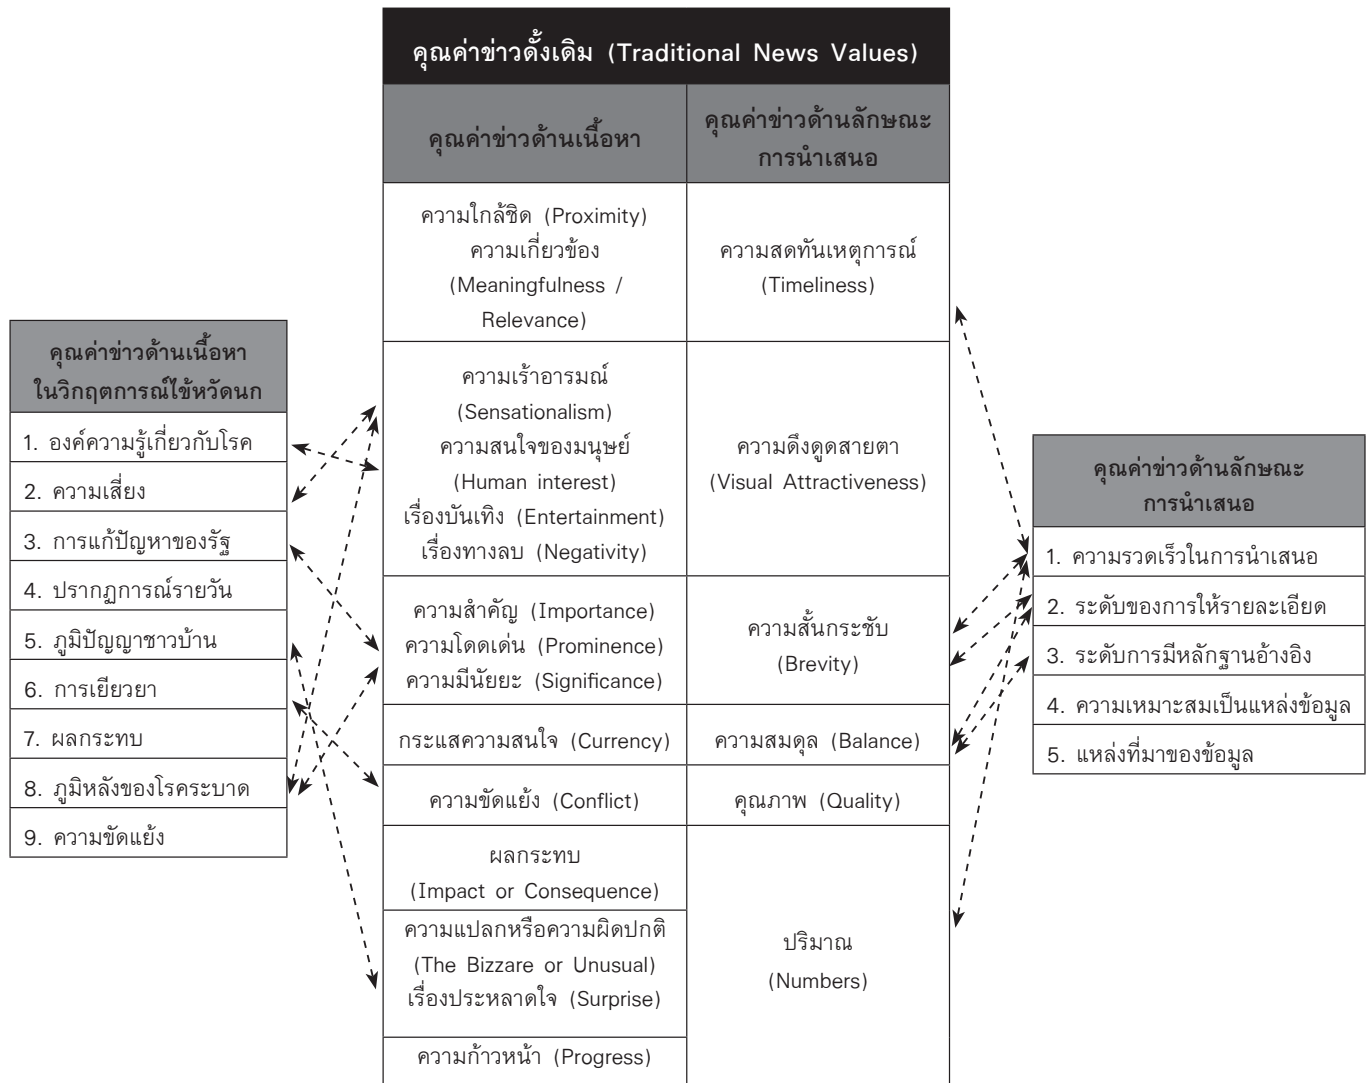 คุณค่าข่าวดั้งเดิม (Traditional News Values)
คุณค่าข่าวด้านเนื้อหา
คุณค่าข่าวด้านลักษณะ
การนำเสนอ
ความใกล้ชิด (Proximity)
ความเกี่ยวข้อง
(Meaningfulness /
Relevance)
ความสดทันเหตุการณ์
(Timeliness)
ความเร้าอารมณ์
(Sensationalism)
ความสนใจของมนุษย์
(Human interest)
เรื่องบันเทิง (Entertainment)
เรื่องทางลบ (Negativity)
ความดึงดูดสายตา
(Visual Attractiveness)
ความสำคัญ (Importance)
ความโดดเด่น (Prominence)
ความมีนัยยะ (Significance)
ความสั้นกระชับ
(Brevity)
กระแสความสนใจ (Currency)
ความสมดุล (Balance)
ความขัดแย้ง (Conflict)
คุณภาพ (Quality)
ผลกระทบ
(Impact or Consequence)
ความแปลกหรือความผิดปกติ
(The Bizzare or Unusual)
เรื่องประหลาดใจ (Surprise)
ปริมาณ
(Numbers)
ความก้าวหน้า (Progress)
คุณค่าข่าวด้านเนื้อหา
ในวิกฤตการณ์ไข้หวัดนก
1. องค์ความรู้เกี่ยวกับโรค
2. ความเสี่ยง
3. การแก้ปัญหาของรัฐ
4. ปรากฏการณ์รายวัน
5. ภูมิปัญญาชาวบ้าน
6. การเยียวยา
7. ผลกระทบ
8. ภูมิหลังของโรคระบาด
9. ความขัดแย้ง
คุณค่าข่าวด้านลักษณะ
การนำเสนอ
1. ความรวดเร็วในการนำเสนอ
2. ระดับของการให้รายละเอียด
3. ระดับการมีหลักฐานอ้างอิง
4. ความเหมาะสมเป็นแหล่งข้อมูล
5. แหล่งที่มาของข้อมูล